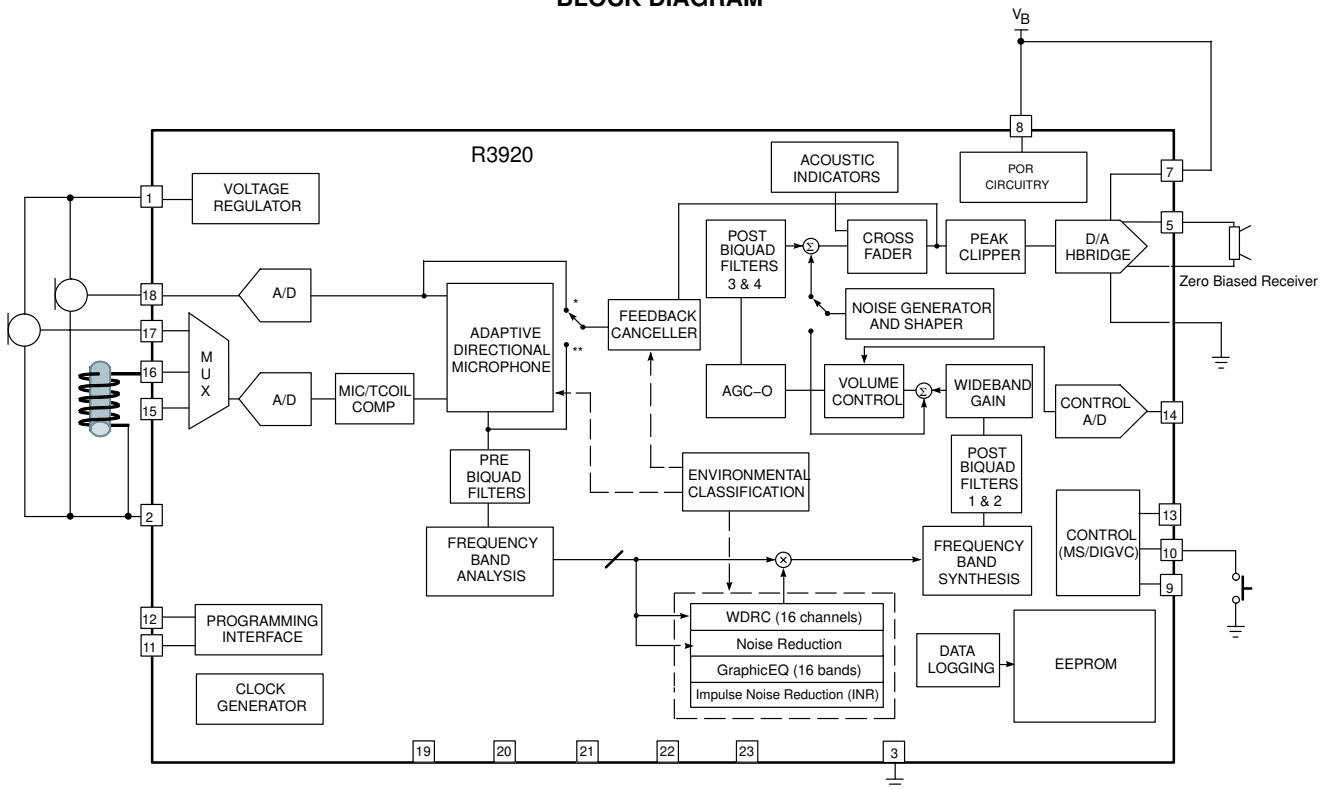 BLOCK DIAGRAM
VB
8
R3920
ACOUSTIC
INDICATORS
POR
CIRCUITRY
7
1
VOLTAGE
REGULATOR
5
POST
BIQUAD
FILTERS
3 & 4
Σ
CROSS
FADER
PEAK
CLIPPER
D/A
HBRIDGE
Zero Biased Receiver
18
A/D
*
**
FEEDBACK
CANCELLER
NOISE GENERATOR
AND SHAPER
17
16
15
M
U
X
A/D
MIC/TCOIL
COMP
ADAPTIVE
DIRECTIONAL
MICROPHONE
AGC–O
VOLUME
CONTROL
Σ
WIDEBAND
GAIN
CONTROL
A/D
14
PRE
BIQUAD
FILTERS
ENVIRONMENTAL
CLASSIFICATION
POST
BIQUAD
FILTERS
1 & 2
2
13
10
9
CONTROL
(MS/DIGVC)
FREQUENCY
BAND
ANALYSIS
×
FREQUENCY
BAND
SYNTHESIS
12
11
PROGRAMMING
INTERFACE
WDRC (16 channels)
Noise Reduction
GraphicEQ (16 bands)
Impulse Noise Reduction (INR)
DATA
LOGGING
EEPROM
CLOCK
GENERATOR
19
20
21
22
23
3